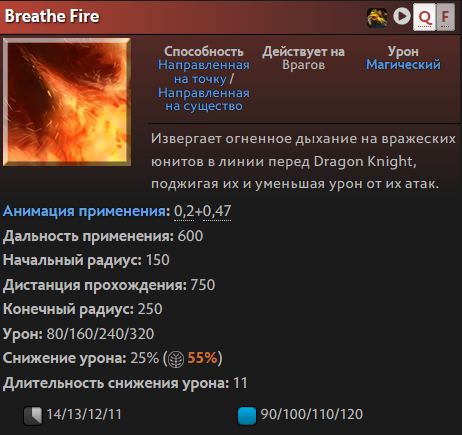 Breathe Fire Q F
Способность Действует на Урон
Направленная Врагов Магический
на точку /
Направленная
на существо
Извергает огненное дыхание на вражеских
юнитов в линии перед Dragon Knight,
поджигая их и уменьшая урон от их атак.
Анимация применения: 0,2+0,47
Дальность применения: 600
Начальный радиус: 150
Дистанция прохождения: 750
Конечный радиус: 250
Урон: 80/160/240/320
Снижение урона: 25% (55%)
Длительность снижения урона: 11
14/13/12/11 90/100/110/120